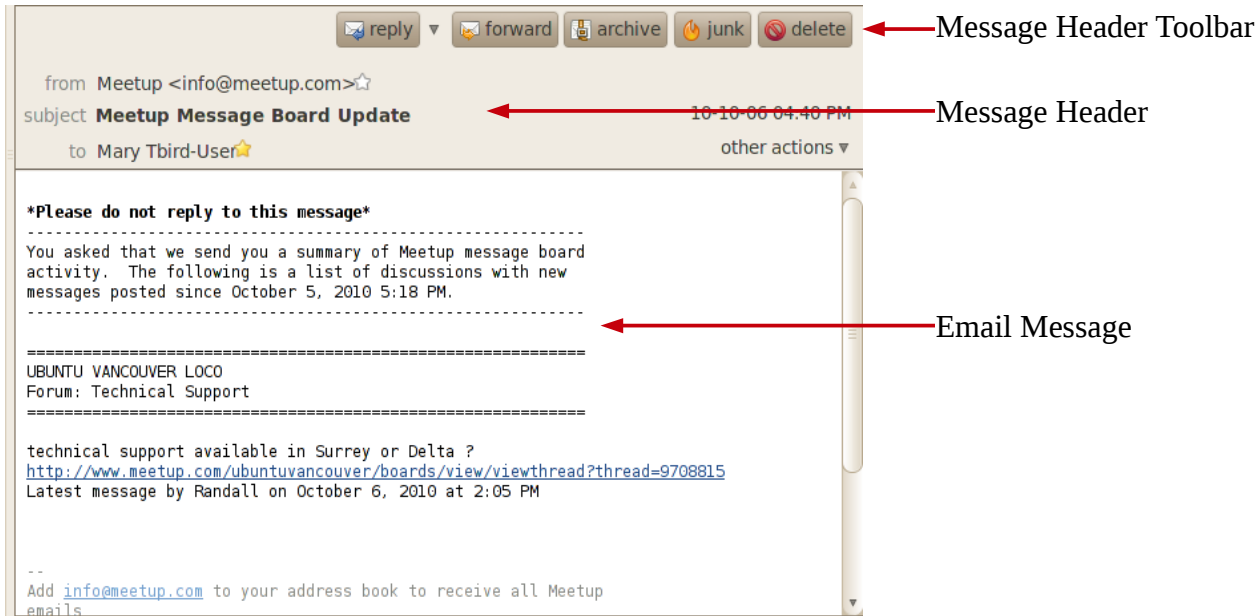 reply forward archive junk delete Message Header Toolbar
from Meetup <info@meetup.com>
subject Meetup Message Board Update 10-10-06 04:40 PM Message Header
to Mary Tbird-User other actions
*Please do not reply to this message*
------------------------------------------------------------
You asked that we send you a summary of Meetup message board
activity.  The following is a list of discussions with new
messages posted since October 5, 2010 5:18 PM.
------------------------------------------------------------
Email Message
============================================================
UBUNTU VANCOUVER LOCO
Forum: Technical Support
============================================================
technical support available in Surrey or Delta ?
http://www.meetup.com/ubuntuvancouver/boards/view/viewthread?thread=9708815
Latest message by Randall on October 6, 2010 at 2:05 PM
--
Add info@meetup.com to your address book to receive all Meetup
emails